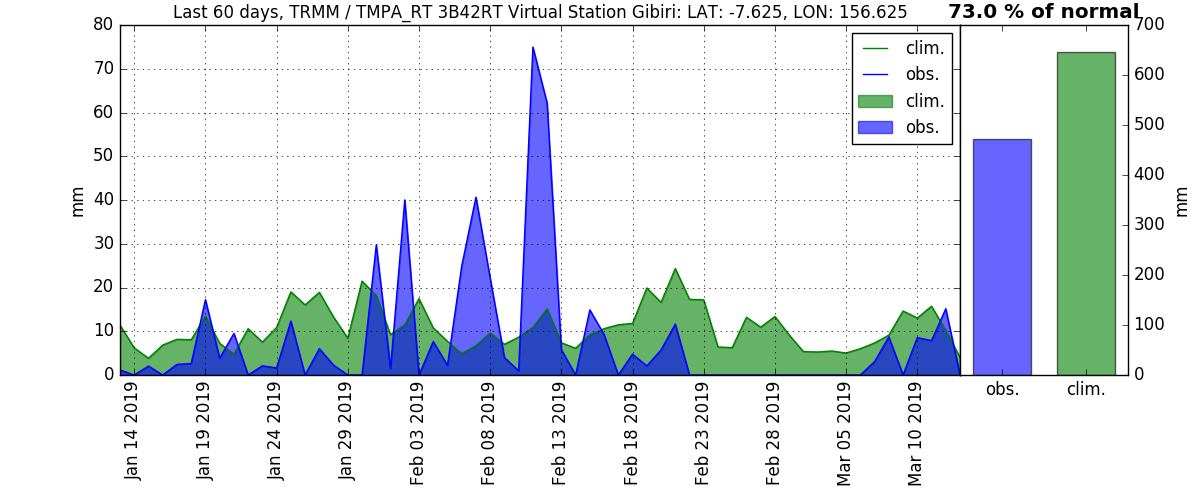 Last 60 days, TRMM / TMPA_RT 3B42RT Virtual Station Gibiri: LAT: -7.625, LON: 156.625
73.0 % of normal
80
70
60
50
40
30
20
10
0
mm
clim.
obs.
clim.
obs.
Jan 14 2019
Jan 19 2019
Jan 24 2019
Jan 29 2019
Feb 03 2019
Feb 08 2019
Feb 13 2019
Feb 18 2019
Feb 23 2019
Feb 28 2019
Mar 05 2019
Mar 10 2019
700
600
500
400
300
200
100
0
mm
obs.
clim.